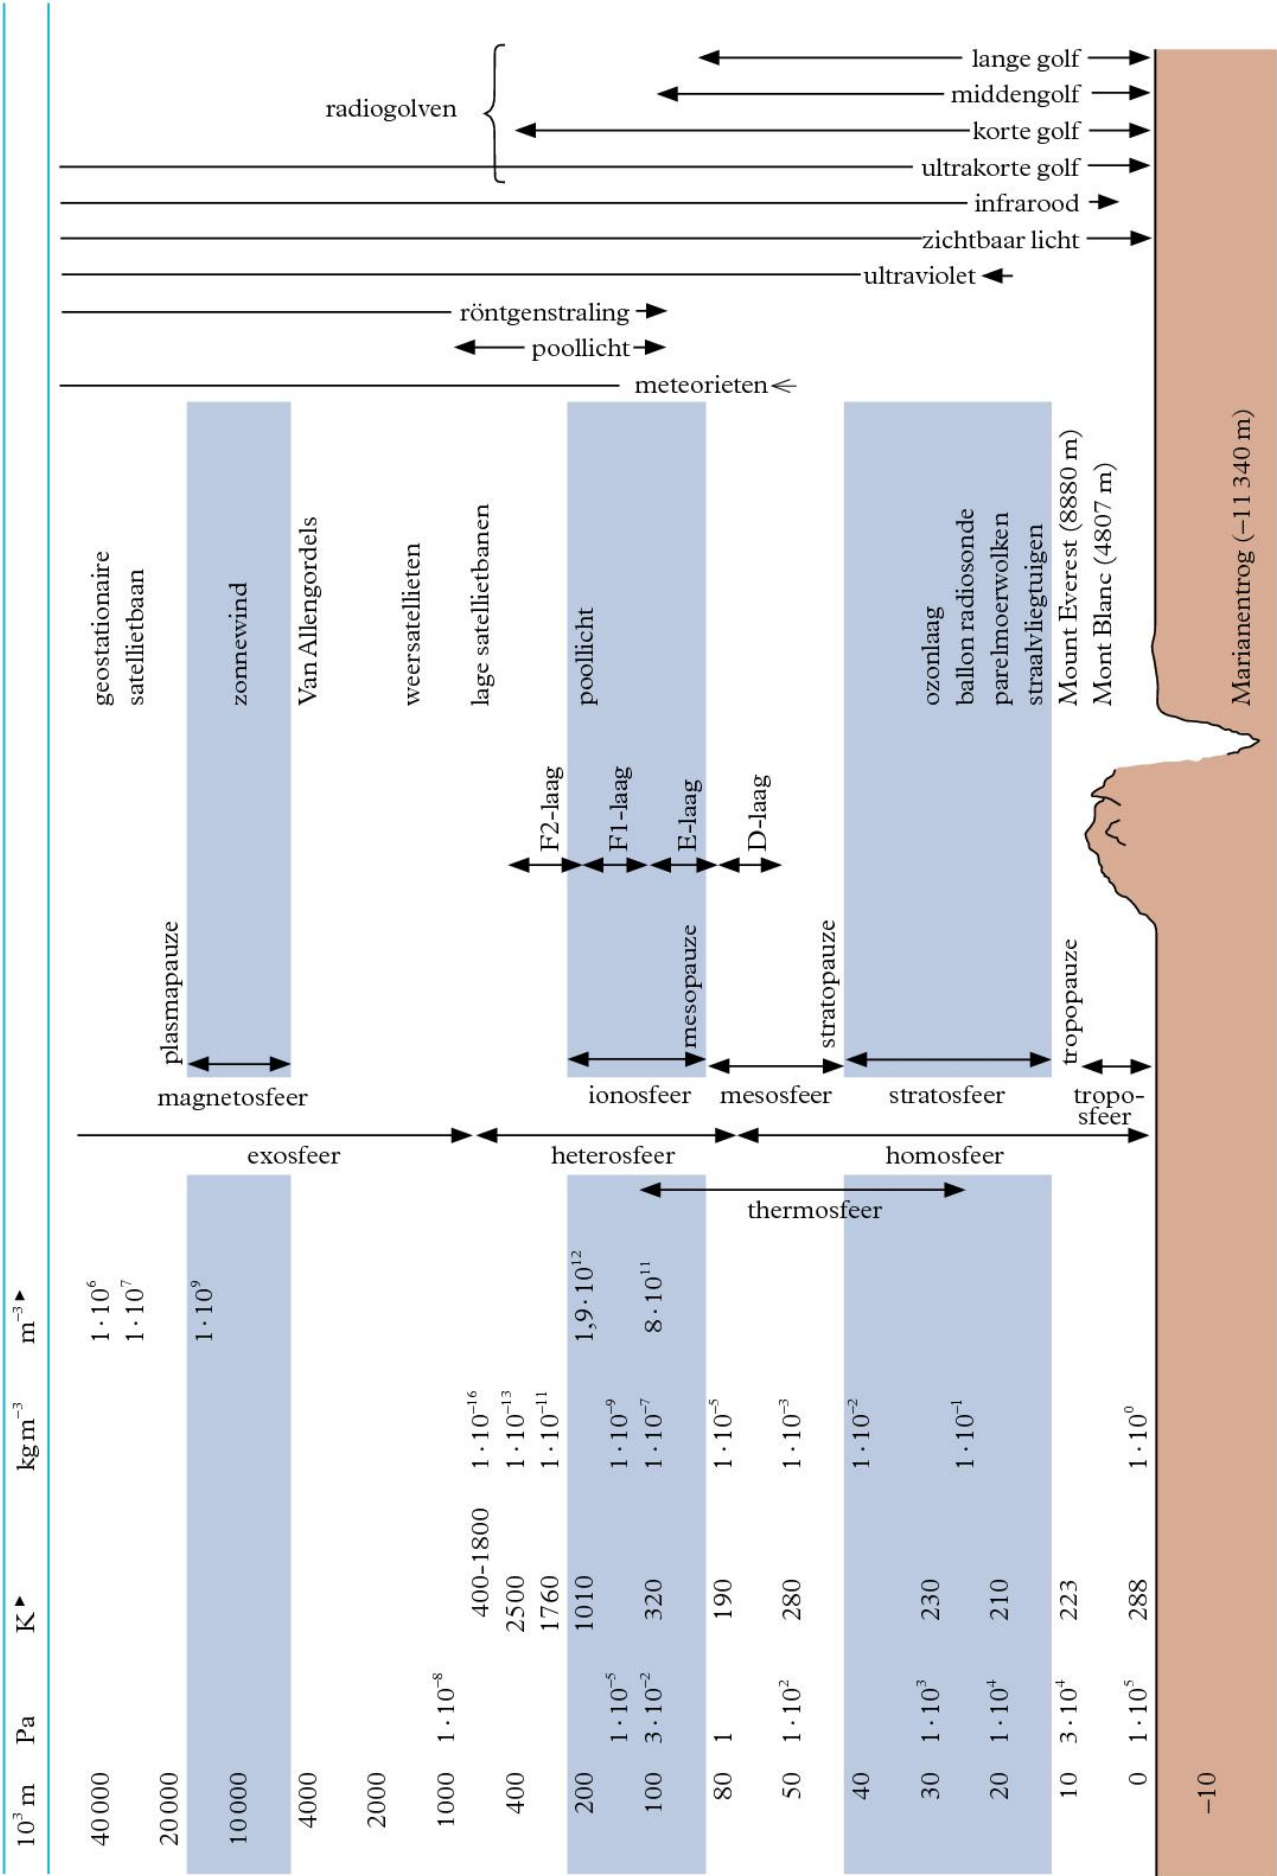 lange golf
middengolf
radiogolven
korte golf
ultrakorte golf
infrarood
zichtbaar licht
ultraviolet
röntgenstraling
poollicht
meteorieten
geostationaire
satellietbaan
zonnewind
Van Allengordels
weersatellieten
lage satellietbanen
poollicht
ozonlaag
ballon radiosonde
parelmoerwolken
straalvliegtuigen
Mount Everest (8880 m)
Mont Blanc (4807 m)
Marianentrog (−11 340 m)
F2-laag
F1-laag
E-laag
D-laag
plasmapauze
mesopauze
stratopauze
tropopauze
magnetosfeer
ionosfeer
mesosfeer
stratosfeer
tropo-
sfeer
exosfeer
heterosfeer
homosfeer
thermosfeer
m⁻³ ▸
1 · 10⁶
1 · 10⁷
1 · 10⁹
1,9 · 10¹²
8 · 10¹¹
kg m⁻³
1 · 10⁻¹⁶
1 · 10⁻¹³
1 · 10⁻¹¹
1 · 10⁻⁹
1 · 10⁻⁷
1 · 10⁻⁵
1 · 10⁻³
1 · 10⁻²
1 · 10⁻¹
1 · 10⁰
K ▸
400-1800
2500
1760
1010
320
190
280
230
210
223
288
Pa
1 · 10⁻⁸
1 · 10⁻⁵
3 · 10⁻²
1
1 · 10²
1 · 10³
1 · 10⁴
3 · 10⁴
1 · 10⁵
10³ m
40 000
20 000
10 000
4000
2000
1000
400
200
100
80
50
40
30
20
10
0
−10